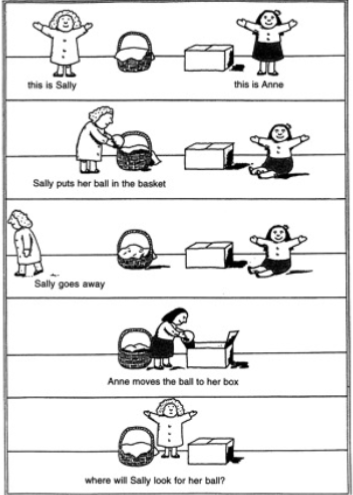 this is Sally
this is Anne
Sally puts her ball in the basket
Sally goes away
Anne moves the ball to her box
where will Sally look for her ball?